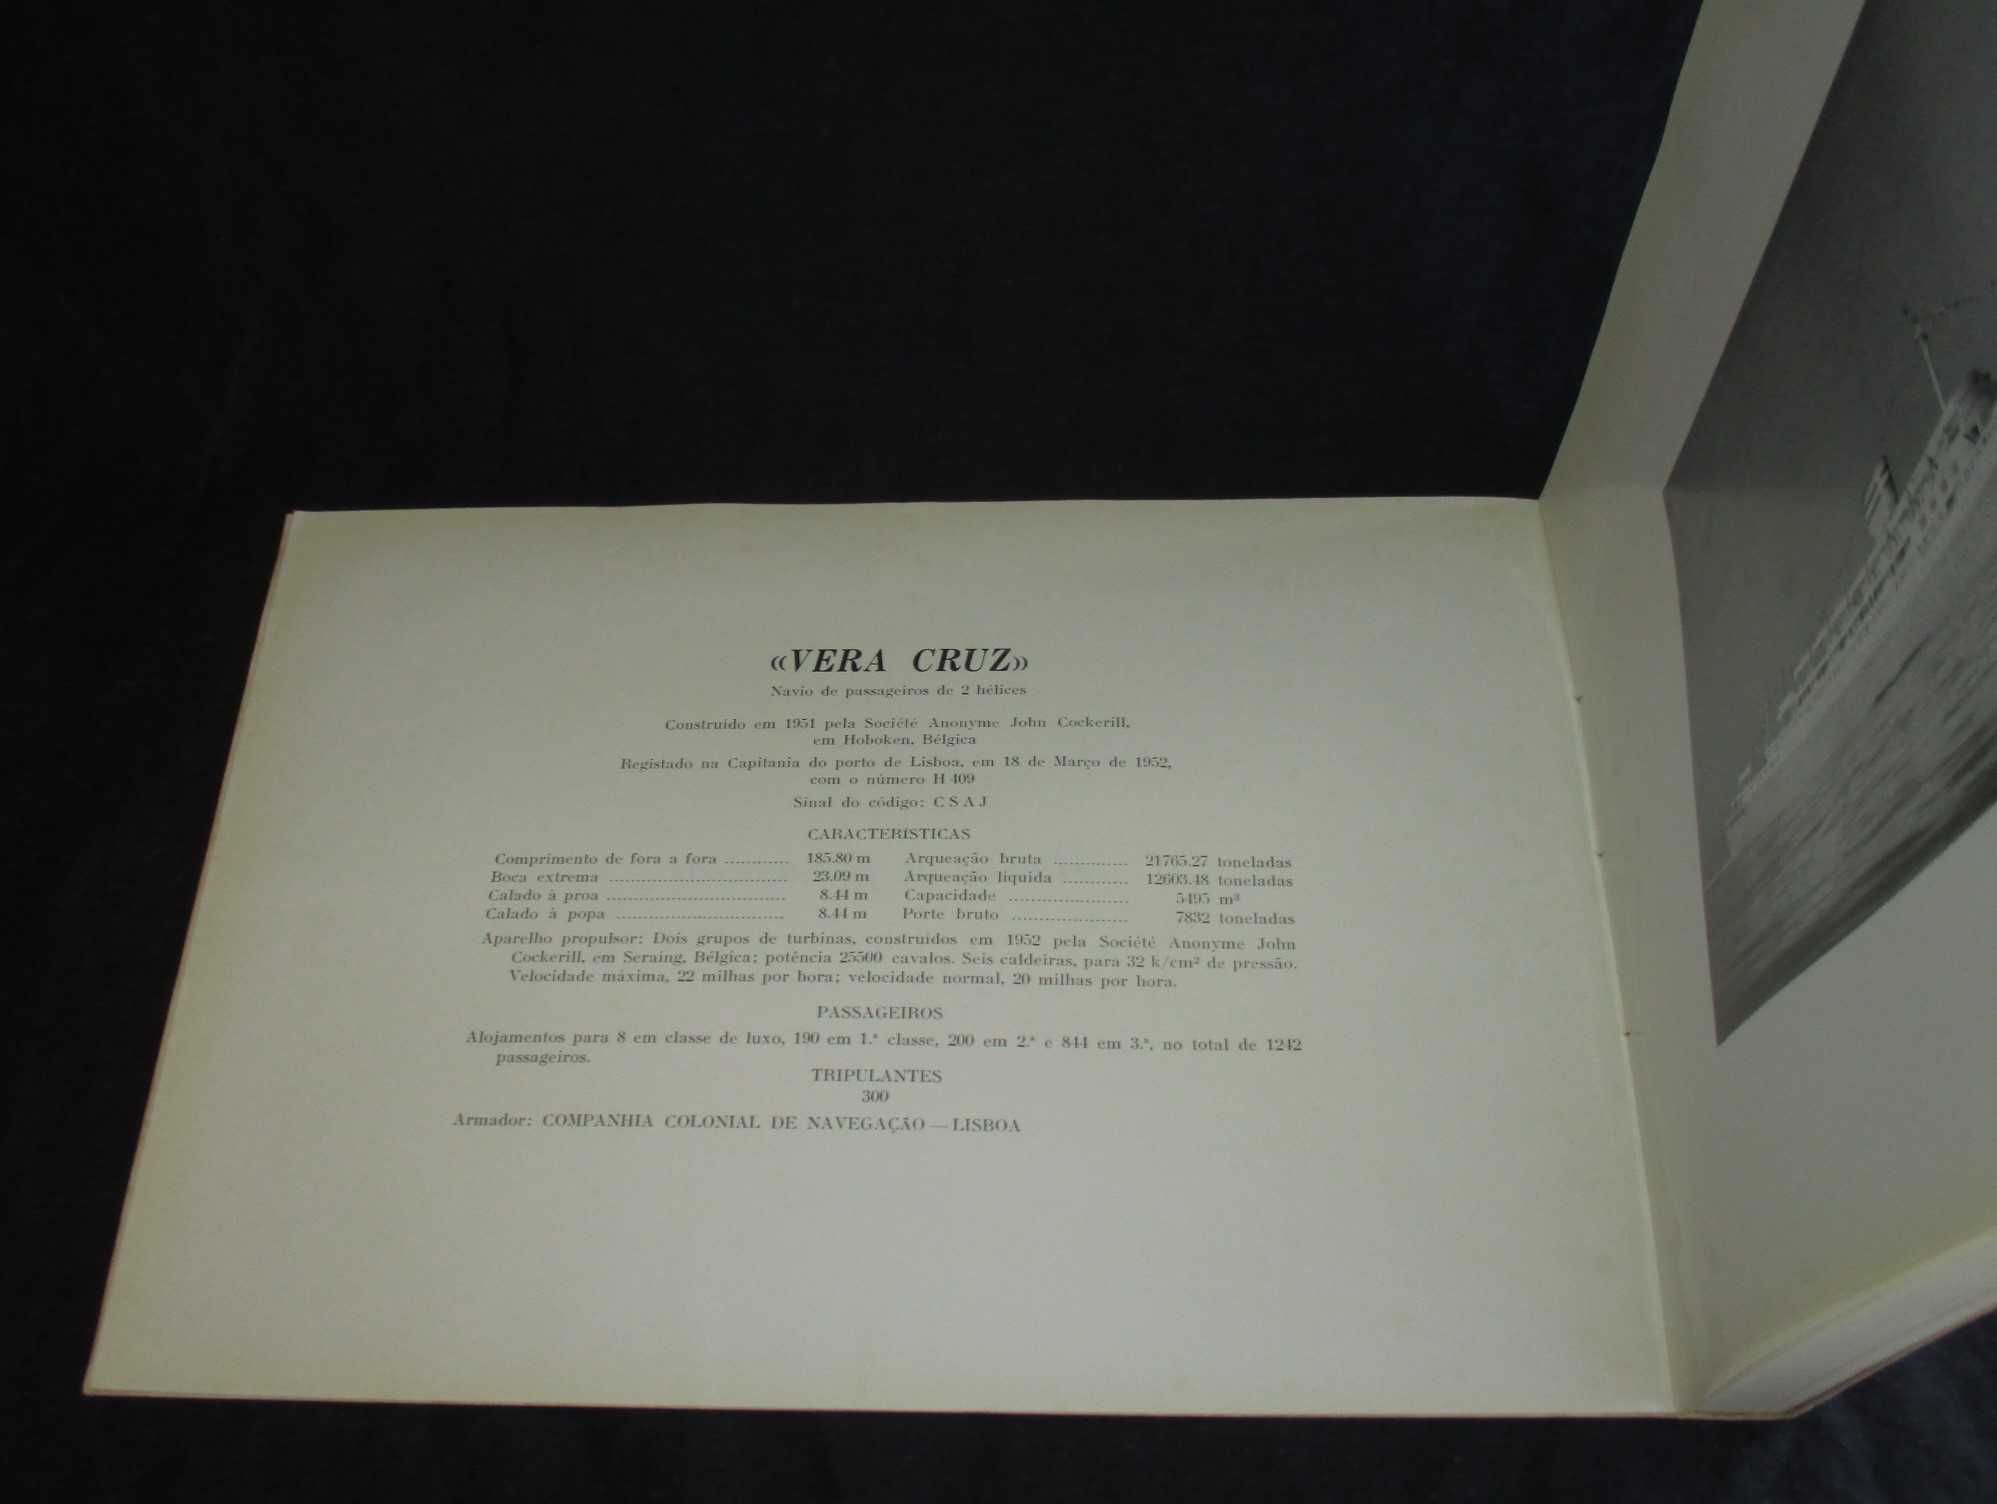 «VERA CRUZ»
Navio de passageiros de 2 hélices
Construído em 1951 pela Société Anonyme John Cockerill,
em Hoboken, Bélgica
Registado na Capitania do porto de Lisboa, em 18 de Março de 1952,
com o número H 409
Sinal do código: C S A J
CARACTERÍSTICAS
Comprimento de fora a fora ............ 185.80 m Arqueação bruta .............. 21765.27 toneladas
Boca extrema ................................. 23.09 m Arqueação líquida ............ 12603.48 toneladas
Calado à proa ................................. 8.44 m Capacidade ....................... 5495 m³
Calado à popa ............................... 8.44 m Porte bruto ...................... 7832 toneladas
Aparelho propulsor: Dois grupos de turbinas, construídos em 1952 pela Société Anonyme John
Cockerill, em Seraing, Bélgica; potência 25500 cavalos. Seis caldeiras, para 32 k/cm² de pressão.
Velocidade máxima, 22 milhas por hora; velocidade normal, 20 milhas por hora.
PASSAGEIROS
Alojamentos para 8 em classe de luxo, 190 em 1.ª classe, 200 em 2.ª e 844 em 3.ª, no total de 1242
passageiros.
TRIPULANTES
300
Armador: COMPANHIA COLONIAL DE NAVEGAÇÃO — LISBOA